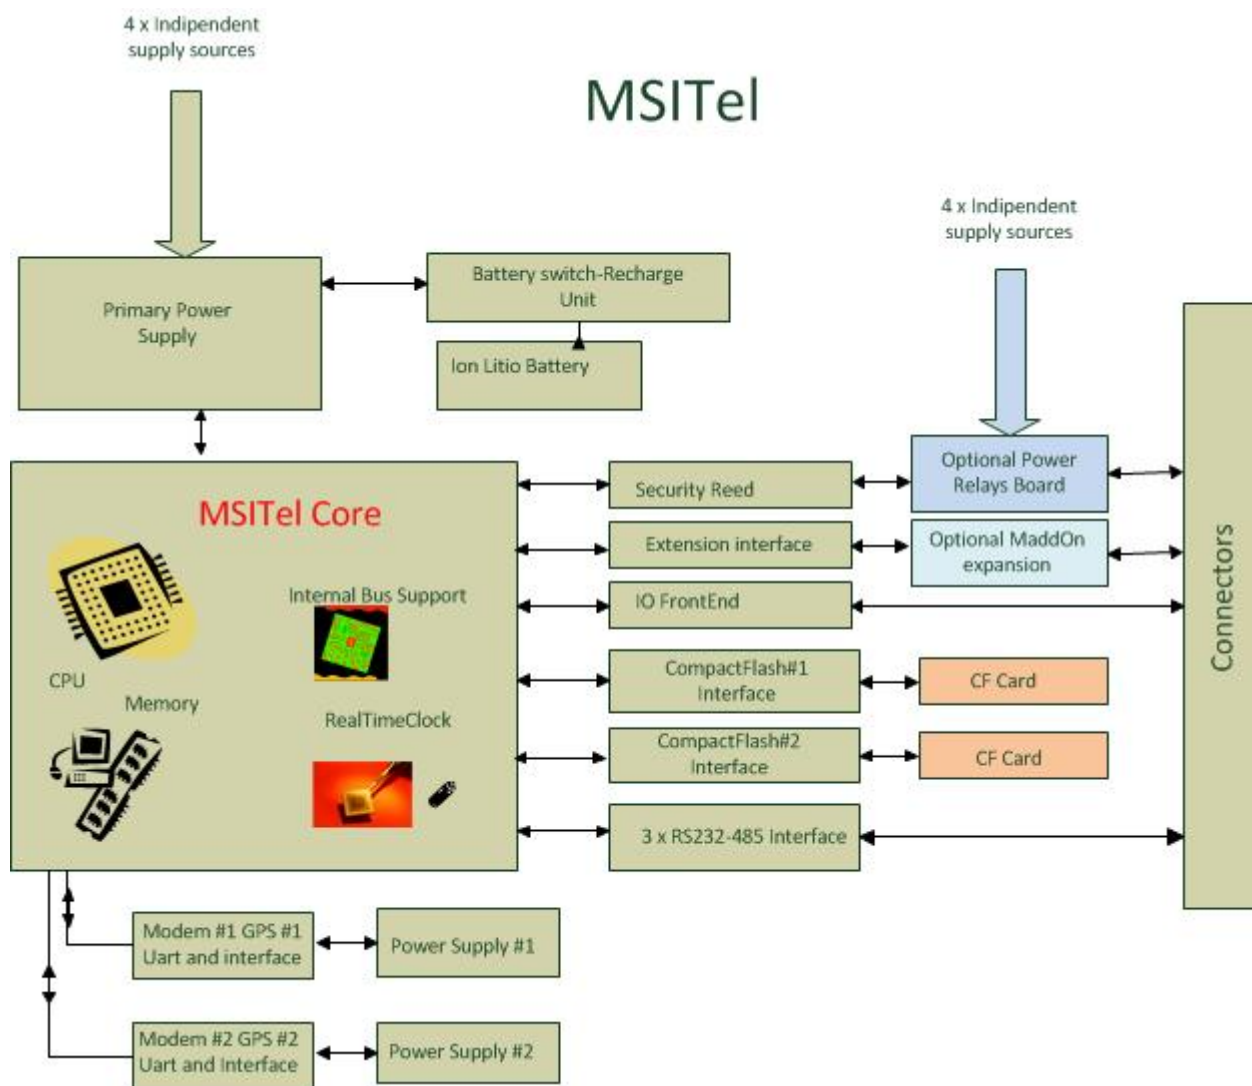 4 x Indipendent
supply sources
MSITel
4 x Indipendent
supply sources
Battery switch-Recharge
Unit
Primary Power
Supply
Ion Litio Battery
Optional Power
Relays Board
Security Reed
MSITel Core
Extension interface
Optional MaddOn
expansion
Internal Bus Support
IO FrontEnd
Connectors
CPU
CompactFlash#1
Interface
CF Card
Memory
RealTimeClock
CompactFlash#2
Interface
CF Card
3 x RS232-485 Interface
Modem #1 GPS #1
Uart and interface
Power Supply #1
Modem #2 GPS #2
Uart and Interface
Power Supply #2